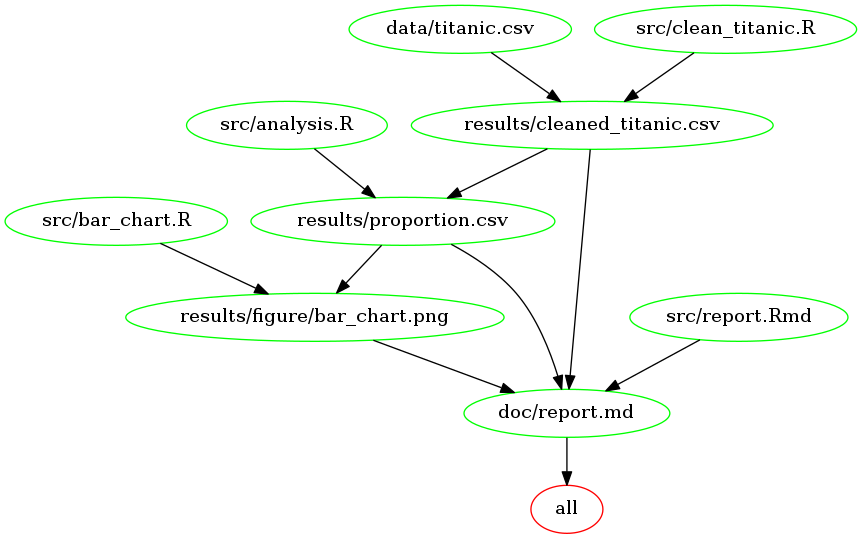 data/titanic.csv
src/clean_titanic.R
src/analysis.R
results/cleaned_titanic.csv
src/bar_chart.R
results/proportion.csv
results/figure/bar_chart.png
src/report.Rmd
doc/report.md
all